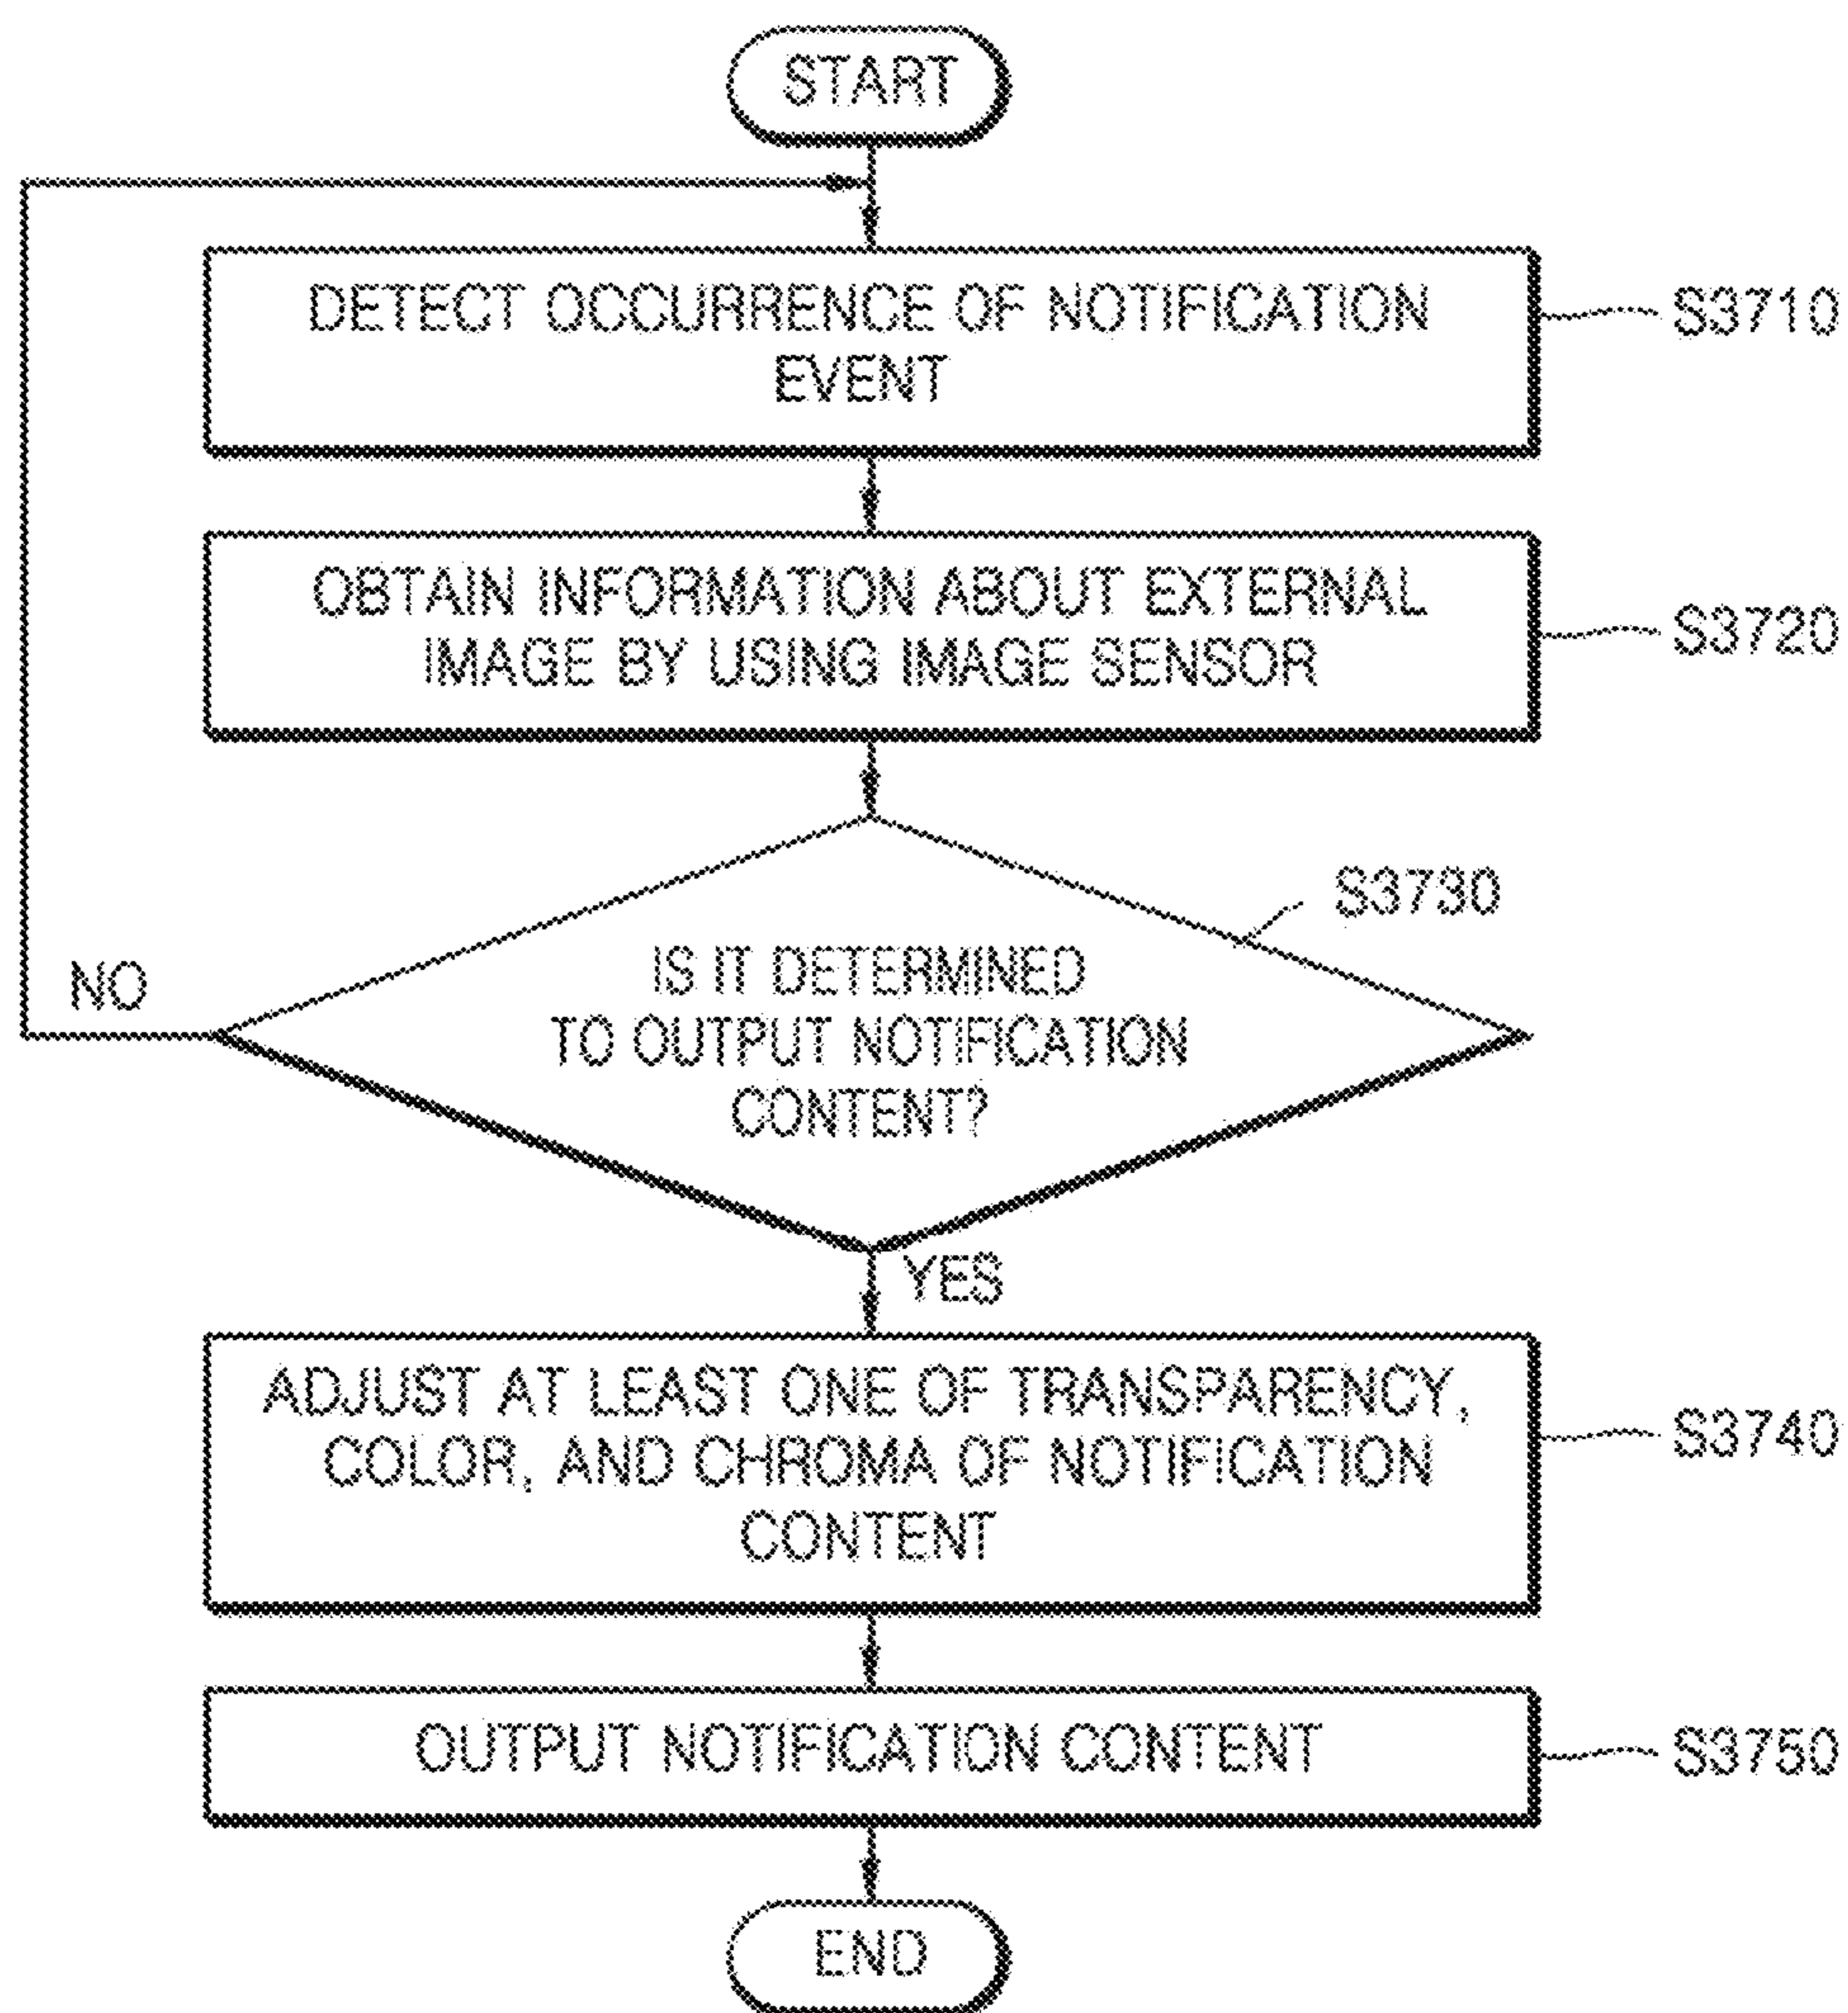 START
DETECT OCCURRENCE OF NOTIFICATION
EVENT
S3710
OBTAIN INFORMATION ABOUT EXTERNAL
IMAGE BY USING IMAGE SENSOR
S3720
S3730
IS IT DETERMINED
TO OUTPUT NOTIFICATION
CONTENT?
NO
YES
ADJUST AT LEAST ONE OF TRANSPARENCY,
COLOR, AND CHROMA OF NOTIFICATION
CONTENT
S3740
OUTPUT NOTIFICATION CONTENT
S3750
END